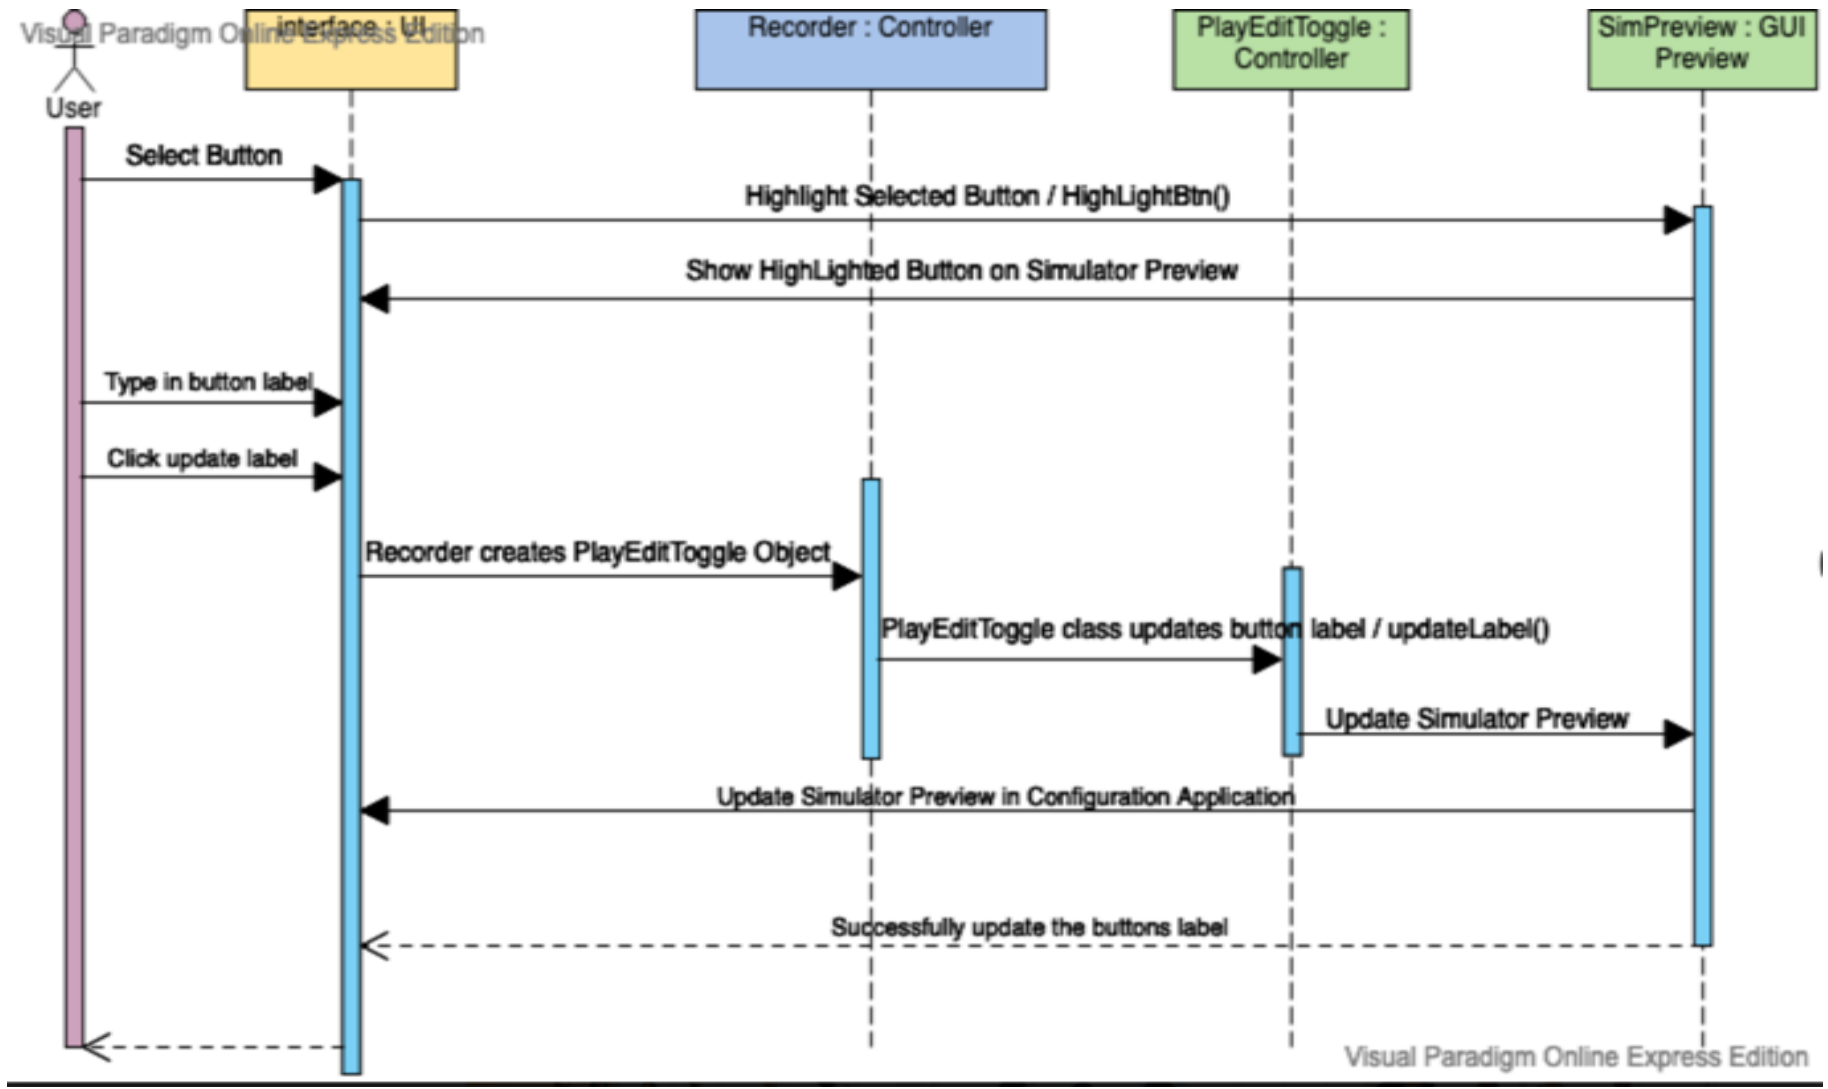 Visual Paradigm Online Express Edition
interface : UI
Recorder : Controller
PlayEditToggle :
Controller
SimPreview : GUI
Preview
User
Select Button
Highlight Selected Button / HighLightBtn()
Show HighLighted Button on Simulator Preview
Type in button label
Click update label
Recorder creates PlayEditToggle Object
PlayEditToggle class updates button label / updateLabel()
Update Simulator Preview
Update Simulator Preview in Configuration Application
Successfully update the buttons label
Visual Paradigm Online Express Edition